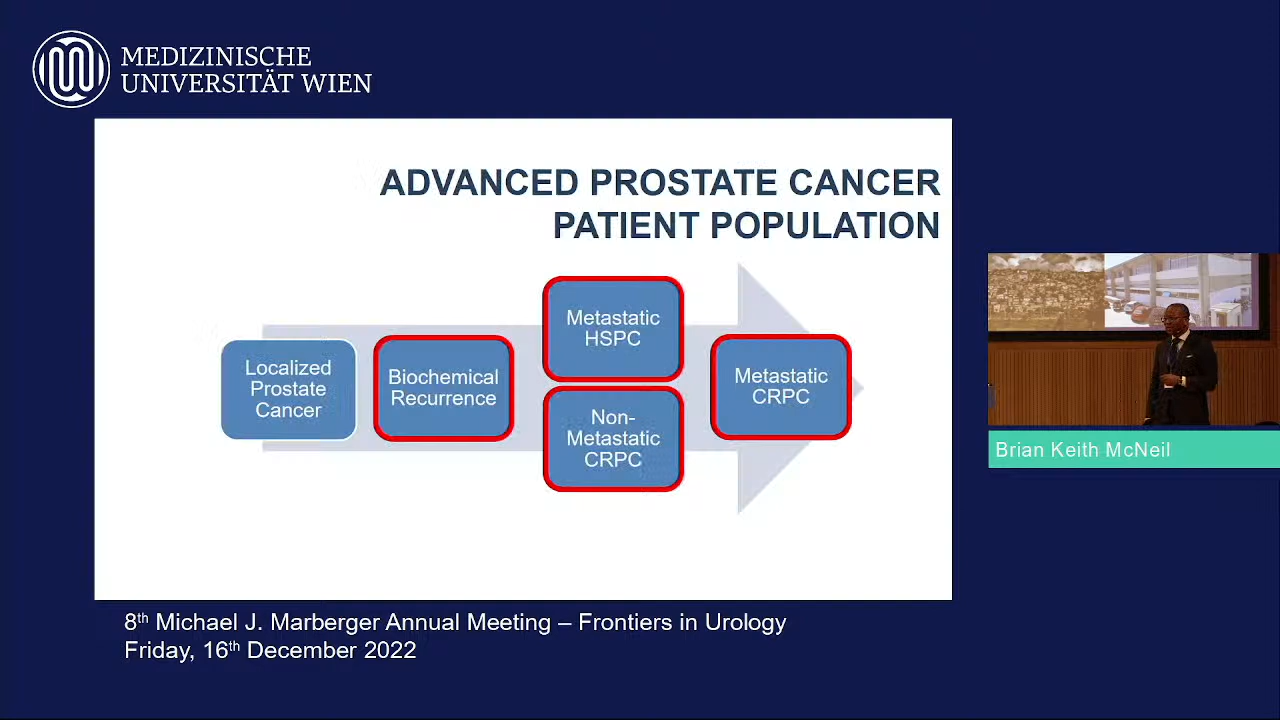 MEDIZINISCHE
UNIVERSITÄT WIEN
ADVANCED PROSTATE CANCER
PATIENT POPULATION
Localized
Prostate
Cancer
Biochemical
Recurrence
Metastatic
HSPC
Non-
Metastatic
CRPC
Metastatic
CRPC
Brian Keith McNeil
8th Michael J. Marberger Annual Meeting – Frontiers in Urology
Friday, 16th December 2022